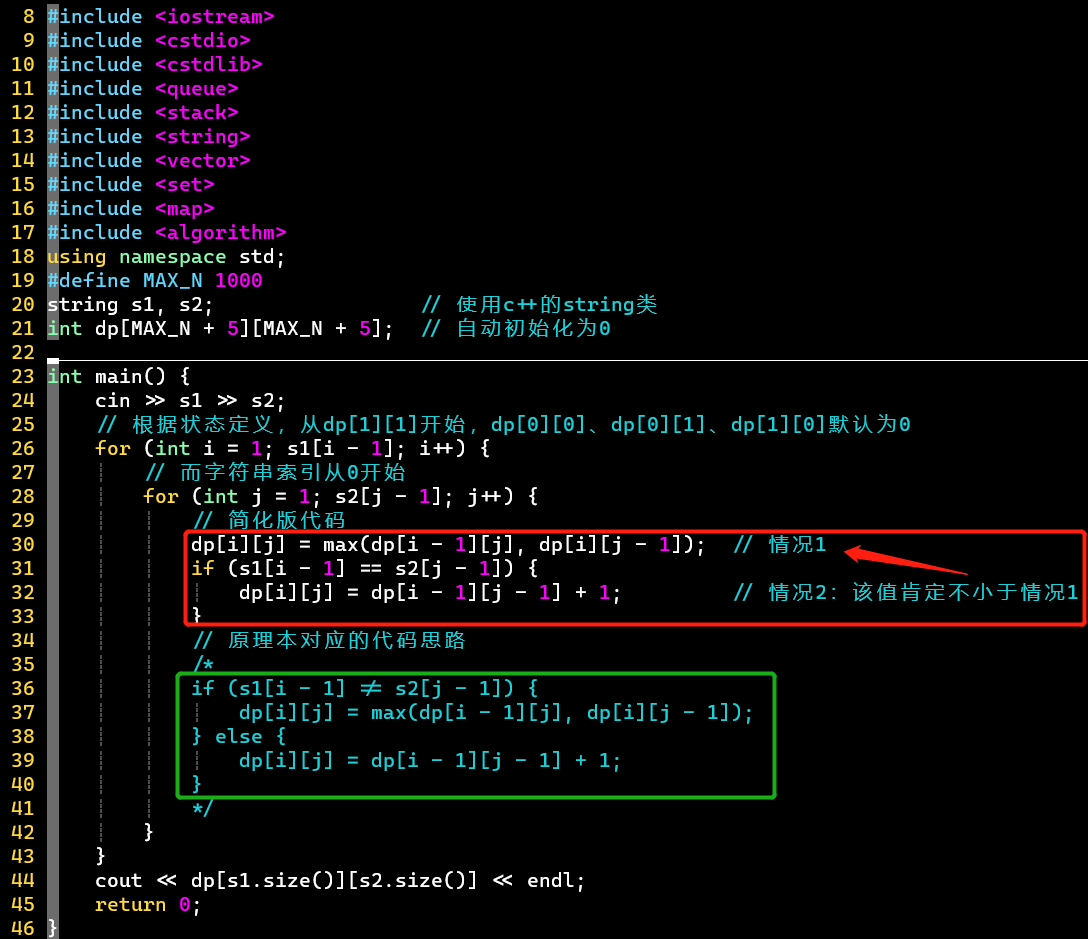 8 #include <iostream>
9 #include <cstdio>
10 #include <cstdlib>
11 #include <queue>
12 #include <stack>
13 #include <string>
14 #include <vector>
15 #include <set>
16 #include <map>
17 #include <algorithm>
18 using namespace std;
19 #define MAX_N 1000
20 string s1, s2; // 使用c++的string类
21 int dp[MAX_N + 5][MAX_N + 5]; // 自动初始化为0
22
23 int main() {
24 cin >> s1 >> s2;
25 // 根据状态定义，从dp[1][1]开始，dp[0][0]、dp[0][1]、dp[1][0]默认为0
26 for (int i = 1; s1[i - 1]; i++) {
27 // 而字符串索引从0开始
28 for (int j = 1; s2[j - 1]; j++) {
29 // 简化版代码
30 dp[i][j] = max(dp[i - 1][j], dp[i][j - 1]); // 情况1
31 if (s1[i - 1] == s2[j - 1]) {
32 dp[i][j] = dp[i - 1][j - 1] + 1; // 情况2：该值肯定不小于情况1
33 }
34 // 原理本对应的代码思路
35 /*
36 if (s1[i - 1] != s2[j - 1]) {
37 dp[i][j] = max(dp[i - 1][j], dp[i][j - 1]);
38 } else {
39 dp[i][j] = dp[i - 1][j - 1] + 1;
40 }
41 */
42 }
43 }
44 cout << dp[s1.size()][s2.size()] << endl;
45 return 0;
46 }